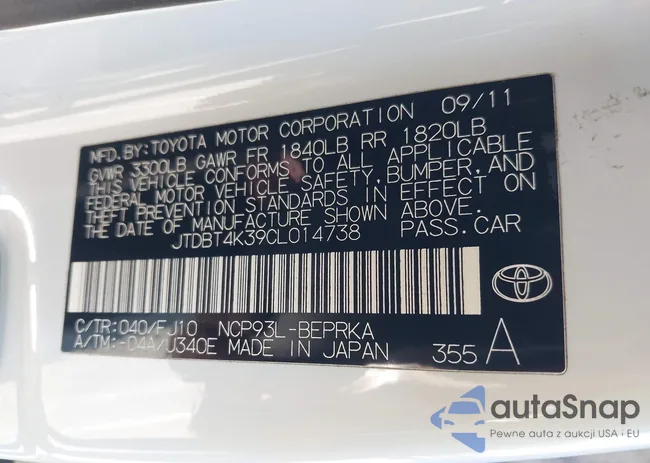 MFD.BY:TOYOTA MOTOR CORPORATION 09/11
GVWR 3300LB GAWR FR 1840LB RR 1820LB
THIS VEHICLE CONFORMS TO ALL APPLICABLE
FEDERAL MOTOR VEHICLE SAFETY,BUMPER,AND
THEFT PREVENTION STANDARDS IN EFFECT ON
THE DATE OF MANUFACTURE SHOWN ABOVE.
JTDBT4K39CL014738 PASS.CAR
C/TR:040/FJ10 NCP93L-BEPRKA
A/TM:-04A/U340E MADE IN JAPAN 355 A
autaSnap
Pewne auta z aukcji USA i EU